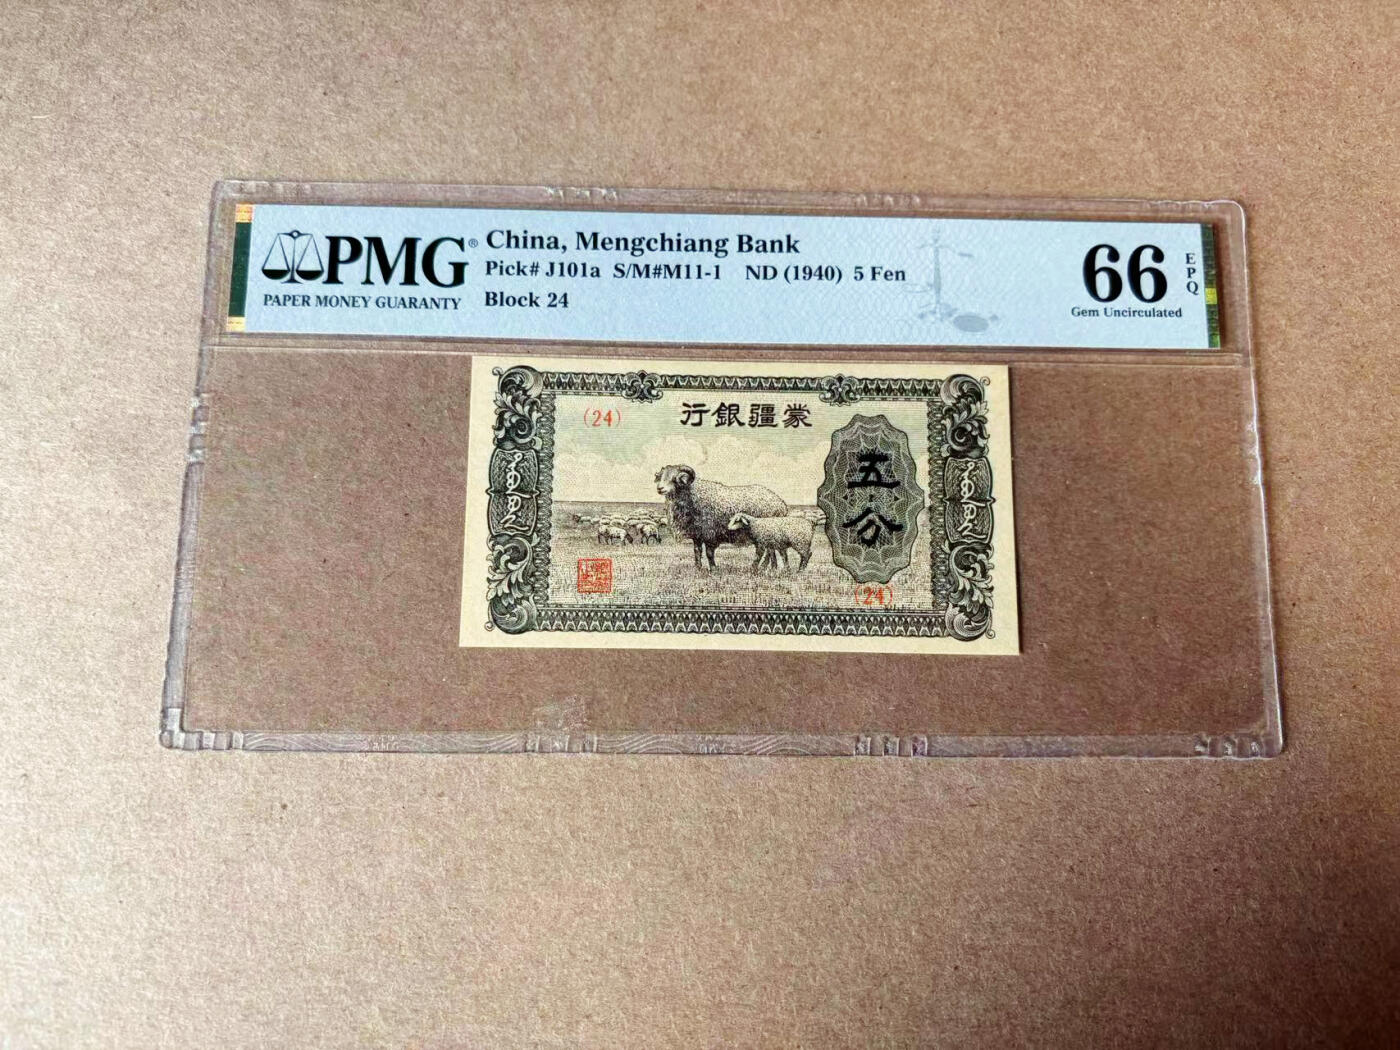 PMG®
PAPER MONEY GUARANTY
China, Mengchiang Bank
Pick# J101a S/M#M11-1 ND (1940) 5 Fen
Block 24
66
EPQ
Gem Uncirculated
(24)
行銀疆蒙
五分
(24)